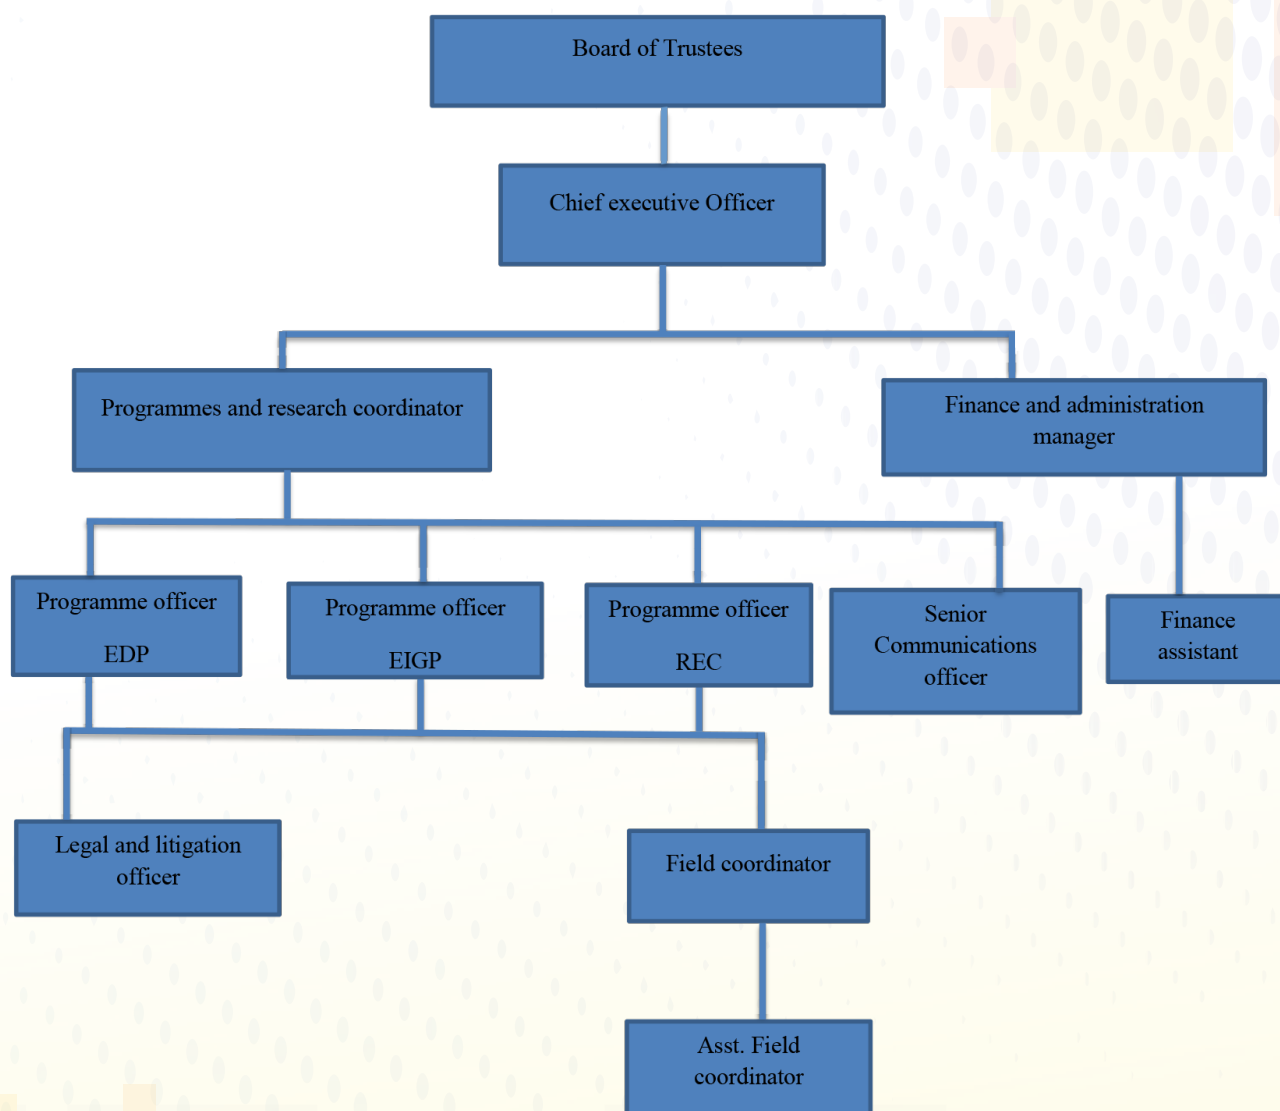 Board of Trustees
Chief executive Officer
Programmes and research coordinator
Finance and administration
manager
Programme officer
EDP
Programme officer
EIGP
Programme officer
REC
Senior
Communications
officer
Finance
assistant
Legal and litigation
officer
Field coordinator
Asst. Field
coordinator